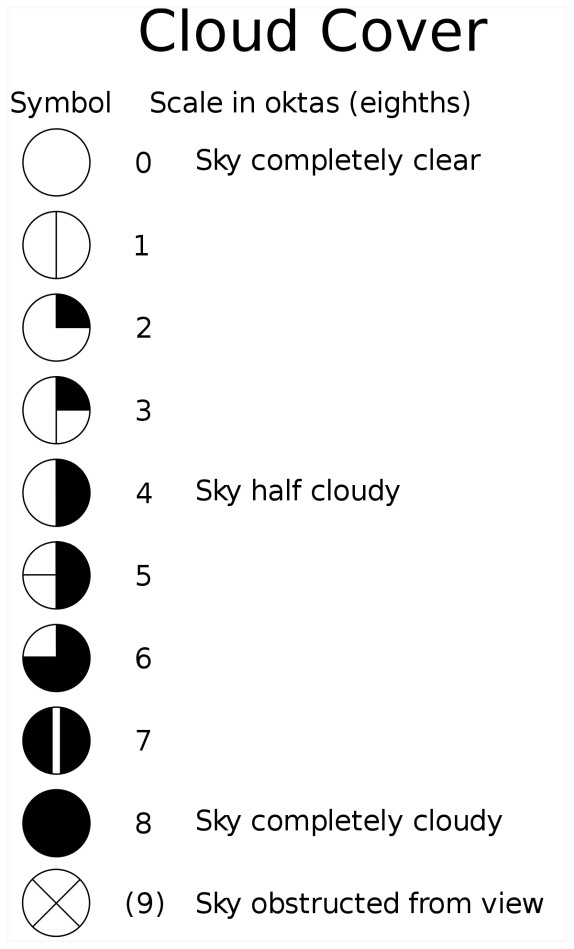 Cloud Cover
Symbol Scale in oktas (eighths)
0 Sky completely clear
1
2
3
4 Sky half cloudy
5
6
7
8 Sky completely cloudy
(9) Sky obstructed from view